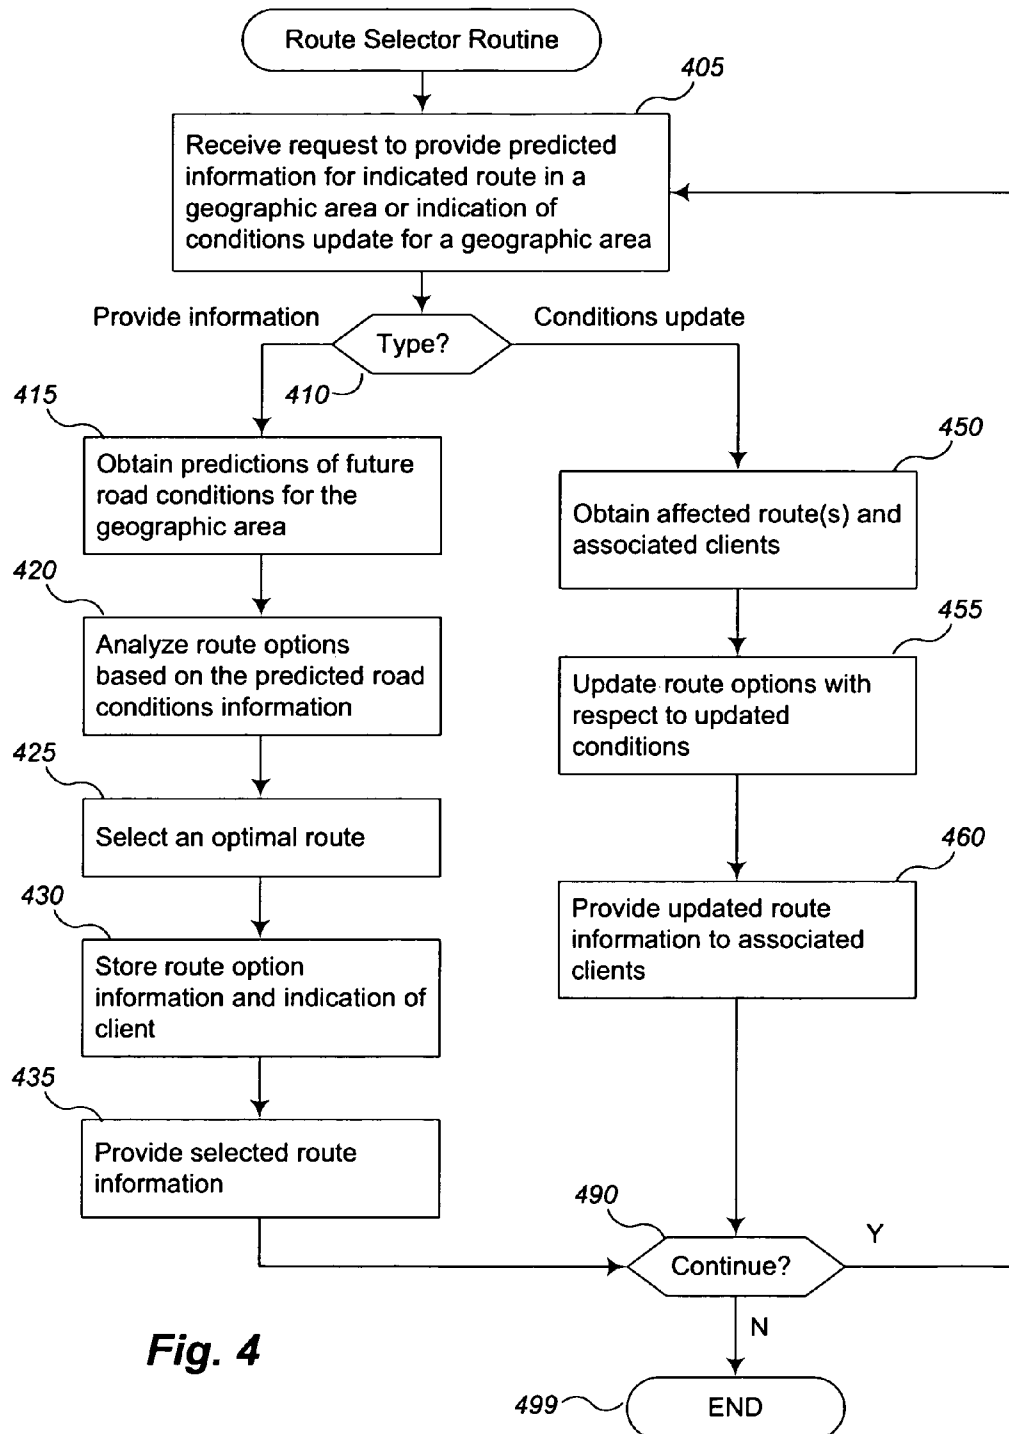 Route Selector Routine
405
Receive request to provide predicted
information for indicated route in a
geographic area or indication of
conditions update for a geographic area
Provide information
Conditions update
Type?
410
415
Obtain predictions of future
road conditions for the
geographic area
420
Analyze route options
based on the predicted road
conditions information
425
Select an optimal route
430
Store route option
information and indication of
client
435
Provide selected route
information
450
Obtain affected route(s) and
associated clients
455
Update route options with
respect to updated
conditions
460
Provide updated route
information to associated
clients
490
Continue?
Y
N
499
END
Fig. 4